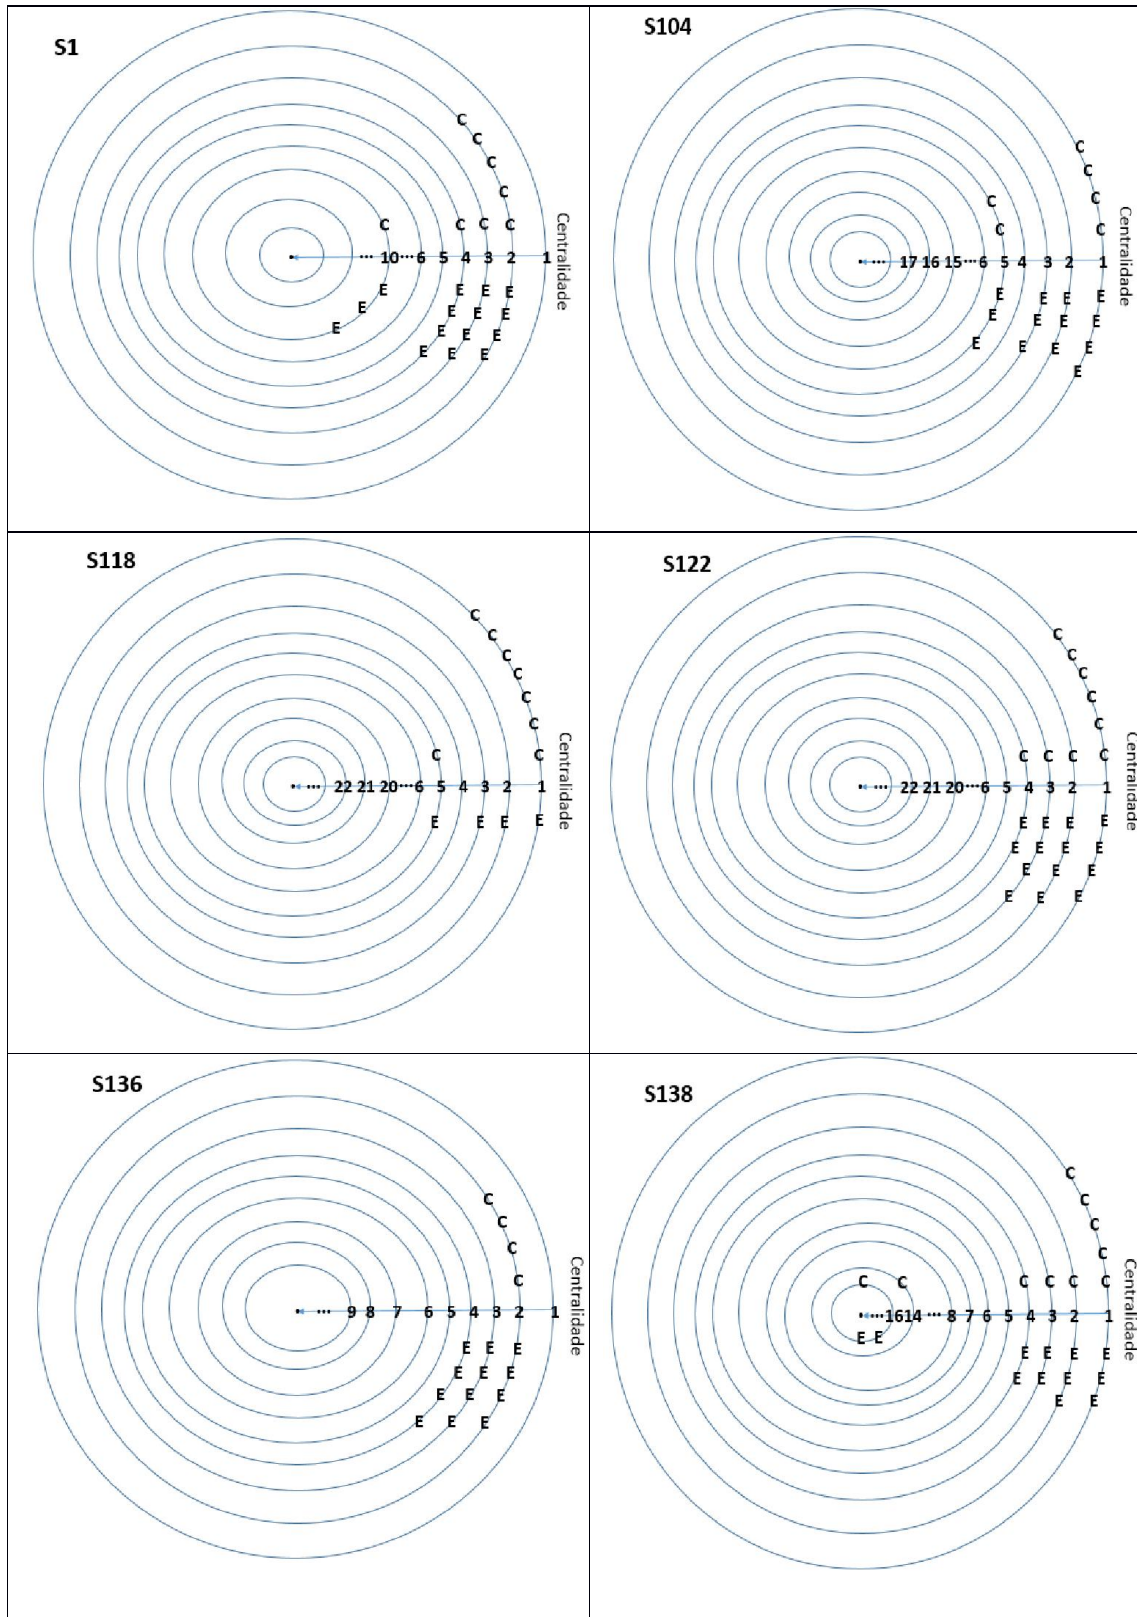 S1
C
C
C
C
C C C C
... 10 ... 6 5 4 3 2 1
Centralidade
E E E E
E E E E
E E E E
E E E
S104
C
C
C C
C C
... 17 16 15 ... 6 5 4 3 2 1
Centralidade
E E E E
E E E E
E E E E
E
S118
C
C
C
C
C
C
C C
... 22 21 20 ... 6 5 4 3 2 1
Centralidade
E E E E
S122
C
C
C
C
C
C C C C
... 22 21 20 ... 6 5 4 3 2 1
Centralidade
E E E E
E E E E
E E E
E E E
S136
C
C
C
C
... 9 8 7 6 5 4 3 2 1
Centralidade
E E E
E E E
E E E
E E E
S138
C
C
C
C
C C C C C C
... 16 14 ... 8 7 6 5 4 3 2 1
Centralidade
E E
E E E E
E E E E
E E